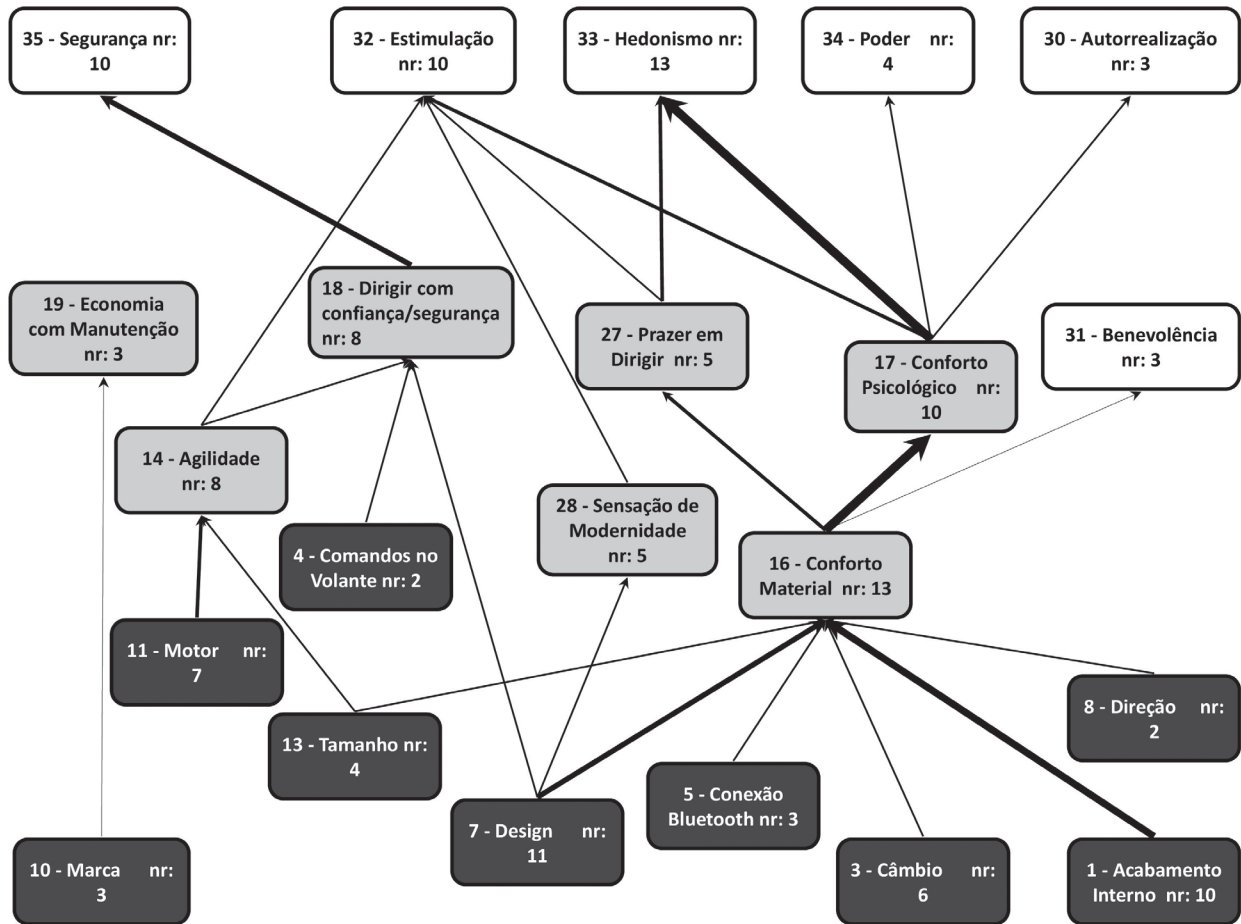 35 - Segurança nr:
10
32 - Estimulação
nr: 10
33 - Hedonismo nr:
13
34 - Poder nr:
4
30 - Autorrealização
nr: 3
19 - Economia
com Manutenção
nr: 3
18 - Dirigir com
confiança/segurança
nr: 8
27 - Prazer em
Dirigir nr: 5
17 - Conforto
Psicológico nr:
10
31 - Benevolência
nr: 3
14 - Agilidade
nr: 8
4 - Comandos no
Volante nr: 2
28 - Sensação de
Modernidade
nr: 5
16 - Conforto
Material nr: 13
11 - Motor nr:
7
13 - Tamanho nr:
4
8 - Direção nr:
2
5 - Conexão
Bluetooth nr: 3
7 - Design nr:
11
10 - Marca nr:
3
3 - Câmbio nr:
6
1 - Acabamento
Interno nr: 10